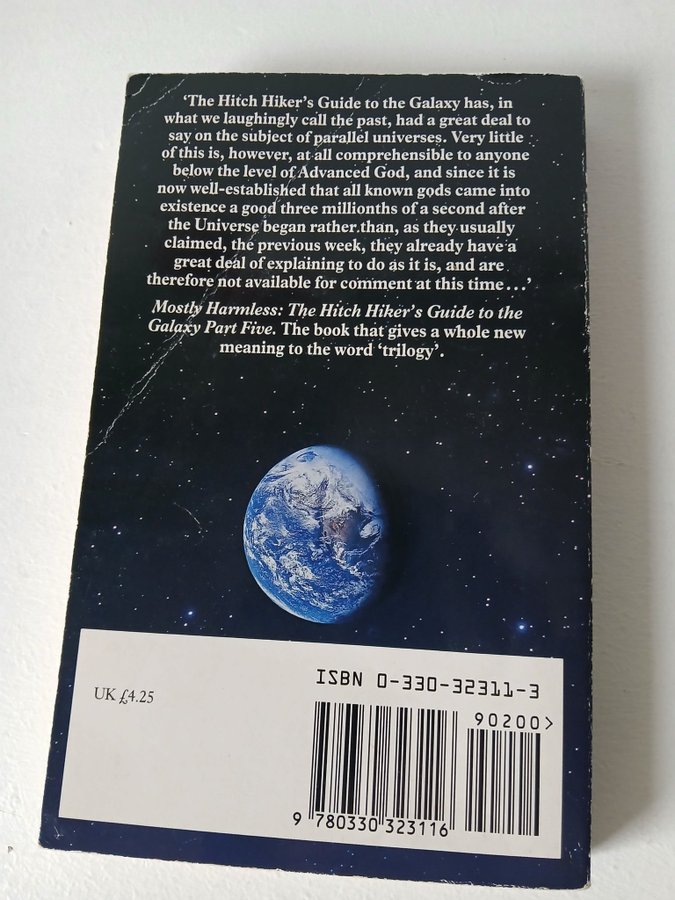 ‘The Hitch Hiker’s Guide to the Galaxy has, in
what we laughingly call the past, had a great deal to
say on the subject of parallel universes. Very little
of this is, however, at all comprehensible to anyone
below the level of Advanced God, and since it is
now well-established that all known gods came into
existence a good three millionths of a second after
the Universe began rather than, as they usually
claimed, the previous week, they already have a
great deal of explaining to do as it is, and are
therefore not available for comment at this time...’
Mostly Harmless: The Hitch Hiker’s Guide to the
Galaxy Part Five. The book that gives a whole new
meaning to the word ‘trilogy’.
ISBN 0-330-32311-3
UK £4.25
90200>
9 780330 323116